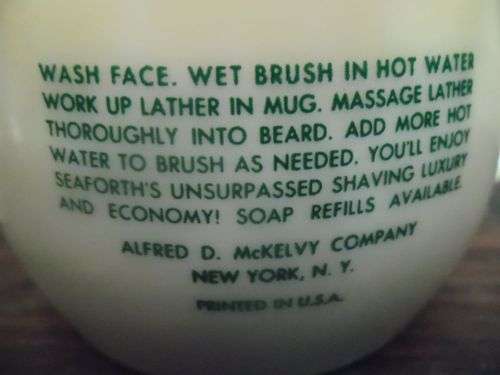 WASH FACE. WET BRUSH IN HOT WATER
WORK UP LATHER IN MUG. MASSAGE LATHER
THOROUGHLY INTO BEARD. ADD MORE HOT
WATER TO BRUSH AS NEEDED. YOU'LL ENJOY
SEAFORTH'S UNSURPASSED SHAVING LUXURY
AND ECONOMY! SOAP REFILLS AVAILABLE.
ALFRED D. McKELVY COMPANY
NEW YORK, N. Y.
PRINTED IN U.S.A.